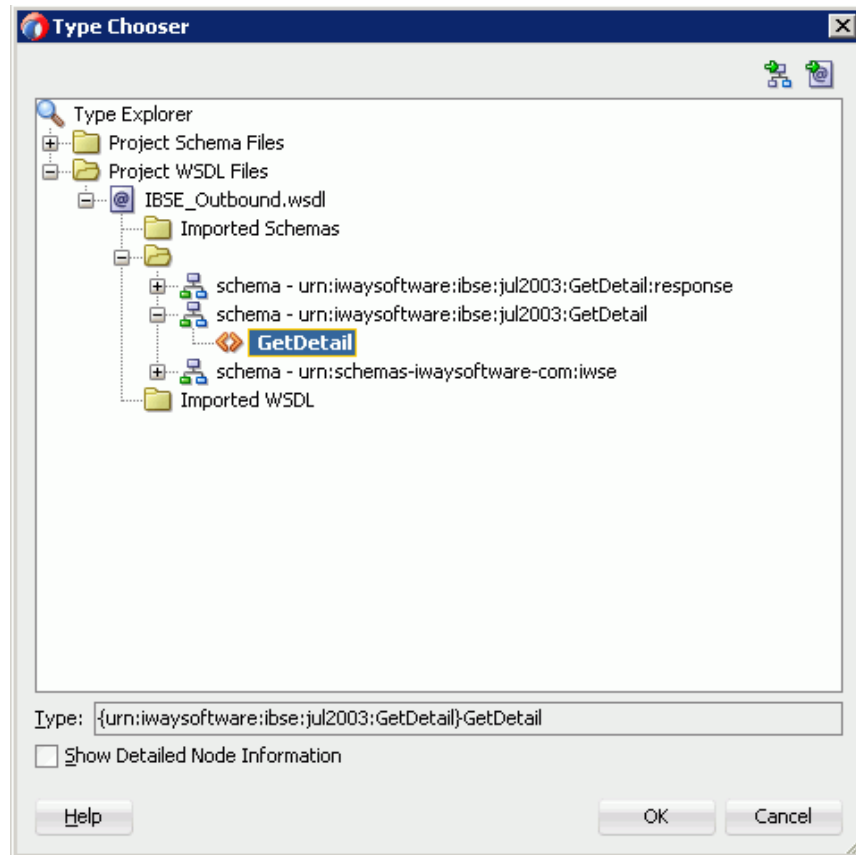 Type Chooser
Type Explorer
Project Schema Files
Project WSDL Files
IBSE_Outbound.wsdl
Imported Schemas
schema - urn:iwaysoftware:ibse:jul2003:GetDetail:response
schema - urn:iwaysoftware:ibse:jul2003:GetDetail
GetDetail
schema - urn:schemas-iwaysoftware-com:iwse
Imported WSDL
Type: {urn:iwaysoftware:ibse:jul2003:GetDetail}GetDetail
Show Detailed Node Information
Help OK Cancel